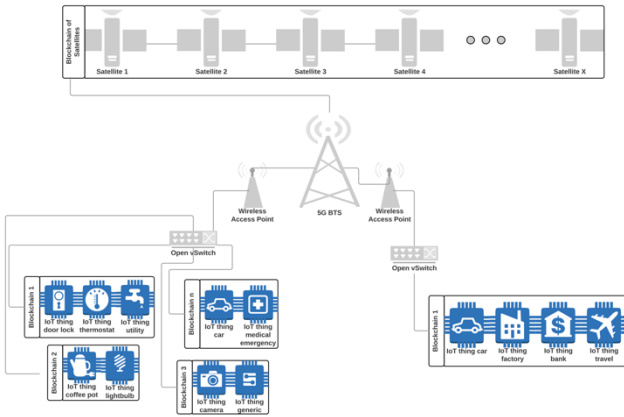 Blockchain of
Satellites
Satellite 1
Satellite 2
Satellite 3
Satellite 4
Satellite X
Wireless
Access Point
5G BTS
Wireless
Access Point
Open vSwitch
Open vSwitch
Blockchain 1
IoT thing
door lock
IoT thing
thermostat
IoT thing
utility
Blockchain n
IoT thing
car
IoT thing
medical
emergency
Blockchain 1
IoT thing car
IoT thing
factory
IoT thing
bank
IoT thing
travel
Blockchain 2
IoT thing
coffee pot
IoT thing
lightbulb
Blockchain 3
IoT thing
camera
IoT thing
generic